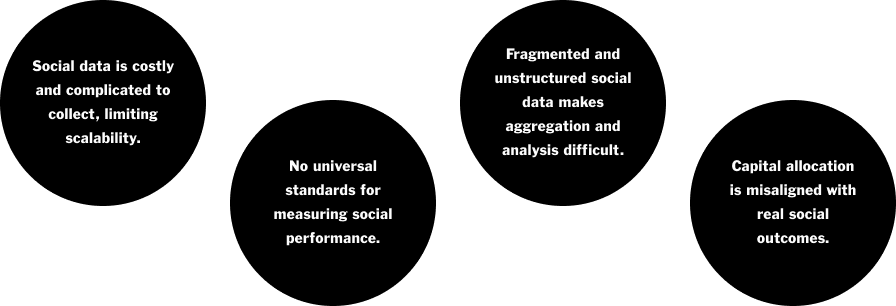 Social data is costly
and complicated to
collect, limiting
scalability.
No universal
standards for
measuring social
performance.
Fragmented and
unstructured social
data makes
aggregation and
analysis difficult.
Capital allocation
is misaligned with
real social
outcomes.